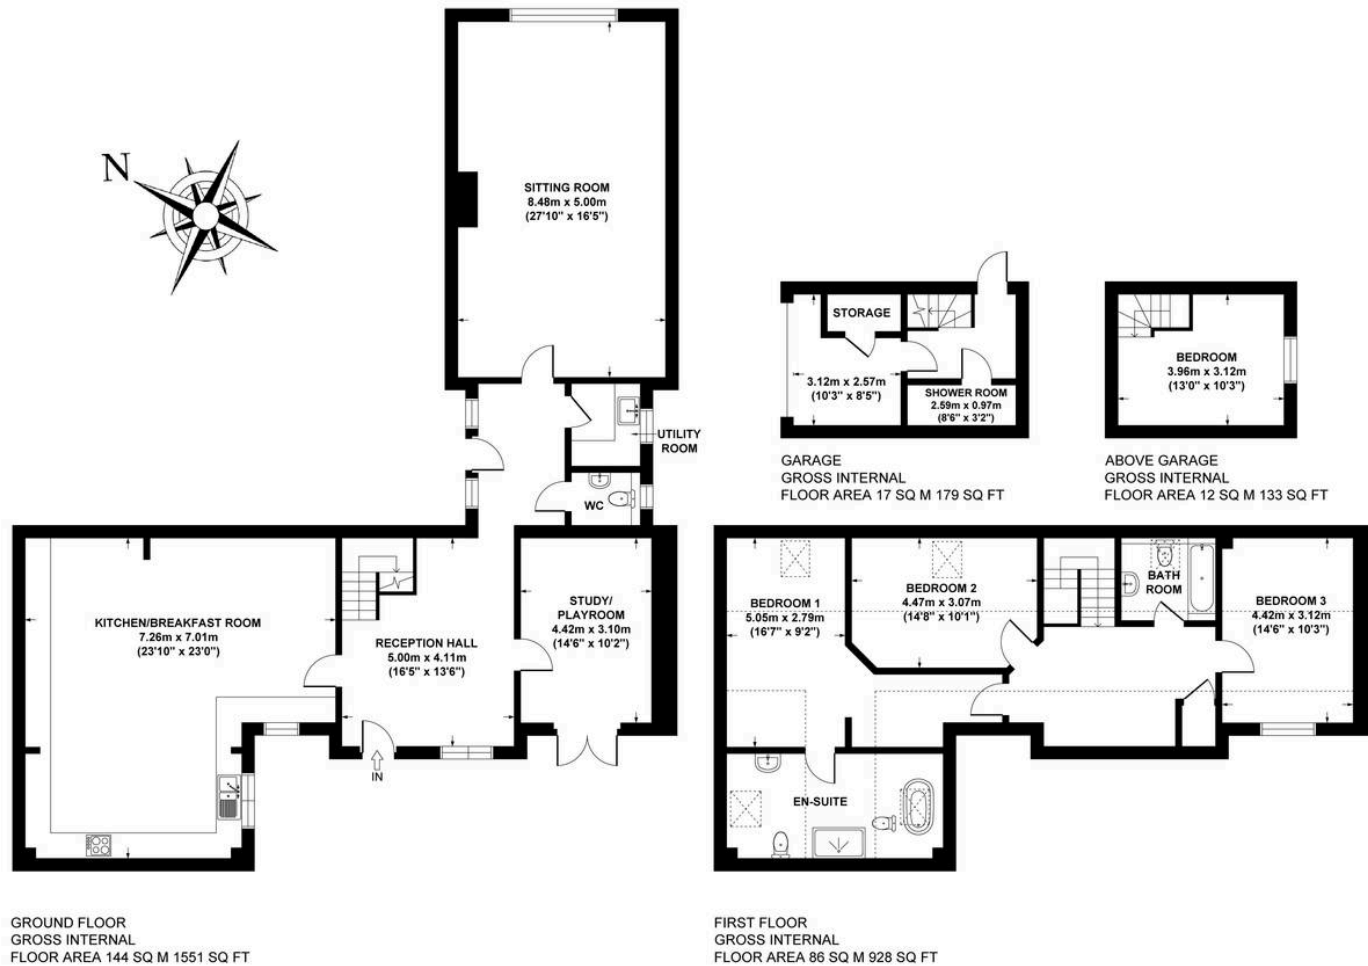 N
SITTING ROOM
8.48m x 5.00m
(27'10" x 16'5")
UTILITY
ROOM
WC
KITCHEN/BREAKFAST ROOM
7.26m x 7.01m
(23'10" x 23'0")
RECEPTION HALL
5.00m x 4.11m
(16'5" x 13'6")
STUDY/
PLAYROOM
4.42m x 3.10m
(14'6" x 10'2")
IN
GROUND FLOOR
GROSS INTERNAL
FLOOR AREA 144 SQ M 1551 SQ FT
STORAGE
3.12m x 2.57m
(10'3" x 8'5")
SHOWER ROOM
2.59m x 0.97m
(8'6" x 3'2")
GARAGE
GROSS INTERNAL
FLOOR AREA 17 SQ M 179 SQ FT
BEDROOM
3.96m x 3.12m
(13'0" x 10'3")
ABOVE GARAGE
GROSS INTERNAL
FLOOR AREA 12 SQ M 133 SQ FT
BEDROOM 1
5.05m x 2.79m
(16'7" x 9'2")
BEDROOM 2
4.47m x 3.07m
(14'8" x 10'1")
BATH
ROOM
BEDROOM 3
4.42m x 3.12m
(14'6" x 10'3")
EN-SUITE
FIRST FLOOR
GROSS INTERNAL
FLOOR AREA 86 SQ M 928 SQ FT